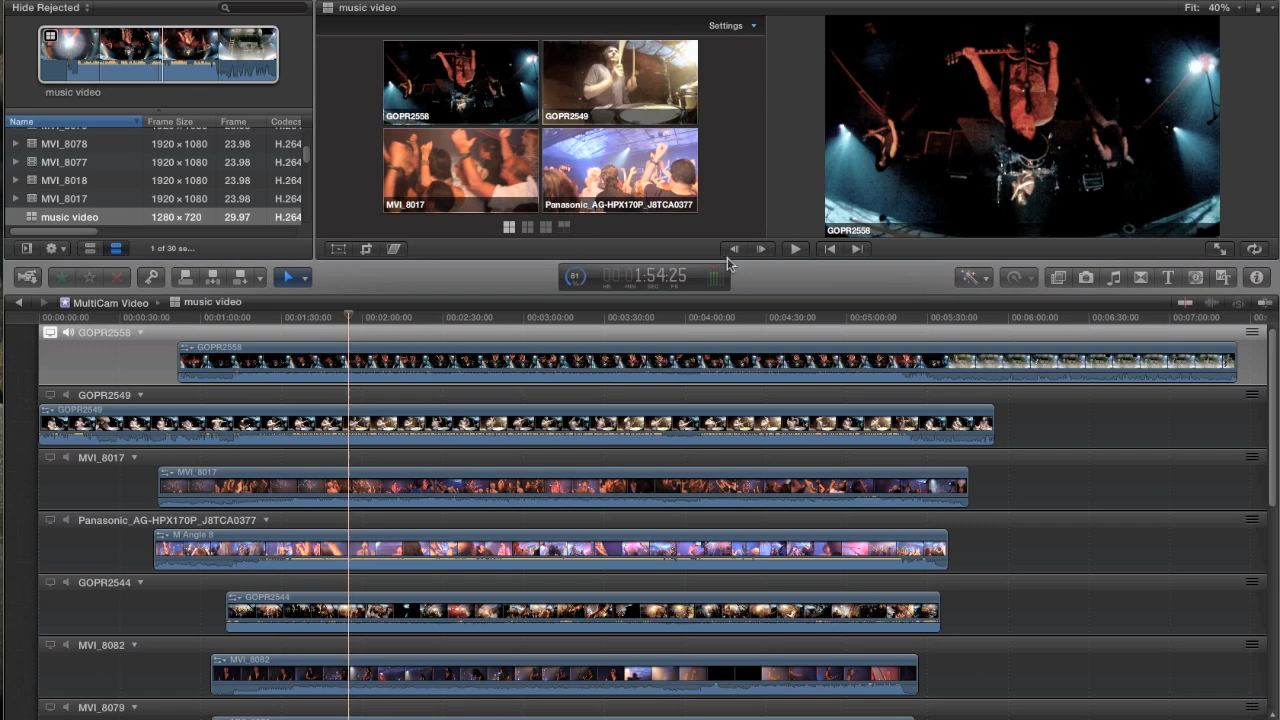 Hide Rejected
music video
Settings
Fit: 40%
GOPR2558
GOPR2549
MVI_8017
Panasonic_AG-HPX170P_J8TCA0377
GOPR2558
music video
Name Frame Size Frame Codecs
MVI_8078 1920 × 1080 23.98 H.264
MVI_8077 1920 × 1080 23.98 H.264
MVI_8018 1920 × 1080 23.98 H.264
MVI_8017 1920 × 1080 23.98 H.264
music video 1280 × 720 29.97 H.264
1 of 30 se...
81 1:54:25
HR MIN SEC FR
MultiCam Video music video
00:00:00:00 00:00:30:00 00:01:00:00 00:01:30:00 00:02:00:00 00:02:30:00 00:03:00:00 00:03:30:00 00:04:00:00 00:04:30:00 00:05:00:00 00:05:30:00 00:06:00:00 00:06:30:00 00:07:00:00 00:
GOPR2558
GOPR2558
GOPR2549
GOPR2549
MVI_8017
MVI_8017
Panasonic_AG-HPX170P_J8TCA0377
M Angle 8
GOPR2544
GOPR2544
MVI_8082
MVI_8082
MVI_8079